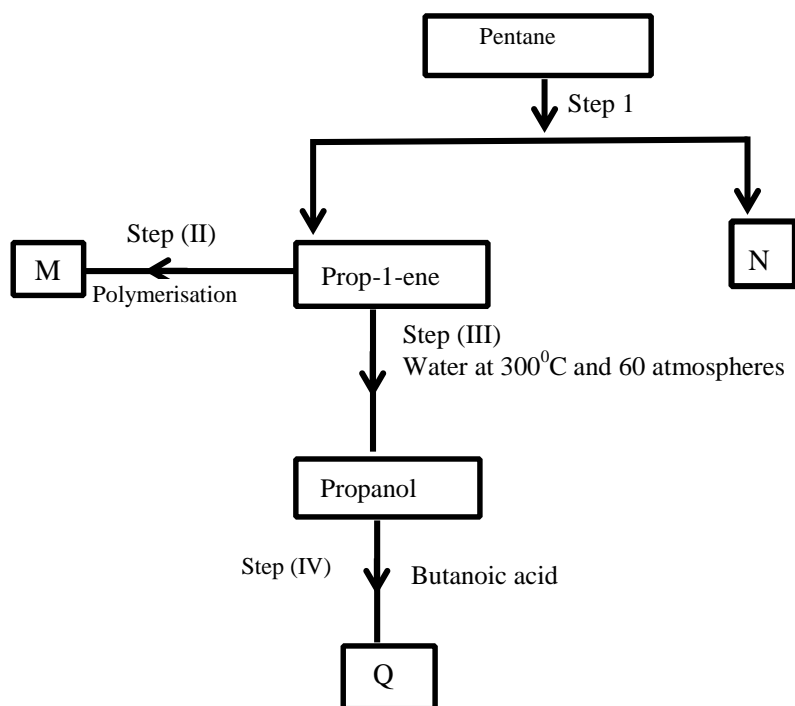 Pentane
Step 1
Step (II)
M
Polymerisation
Prop-1-ene
N
Step (III)
Water at 300⁰C and 60 atmospheres
Propanol
Step (IV)
Butanoic acid
Q